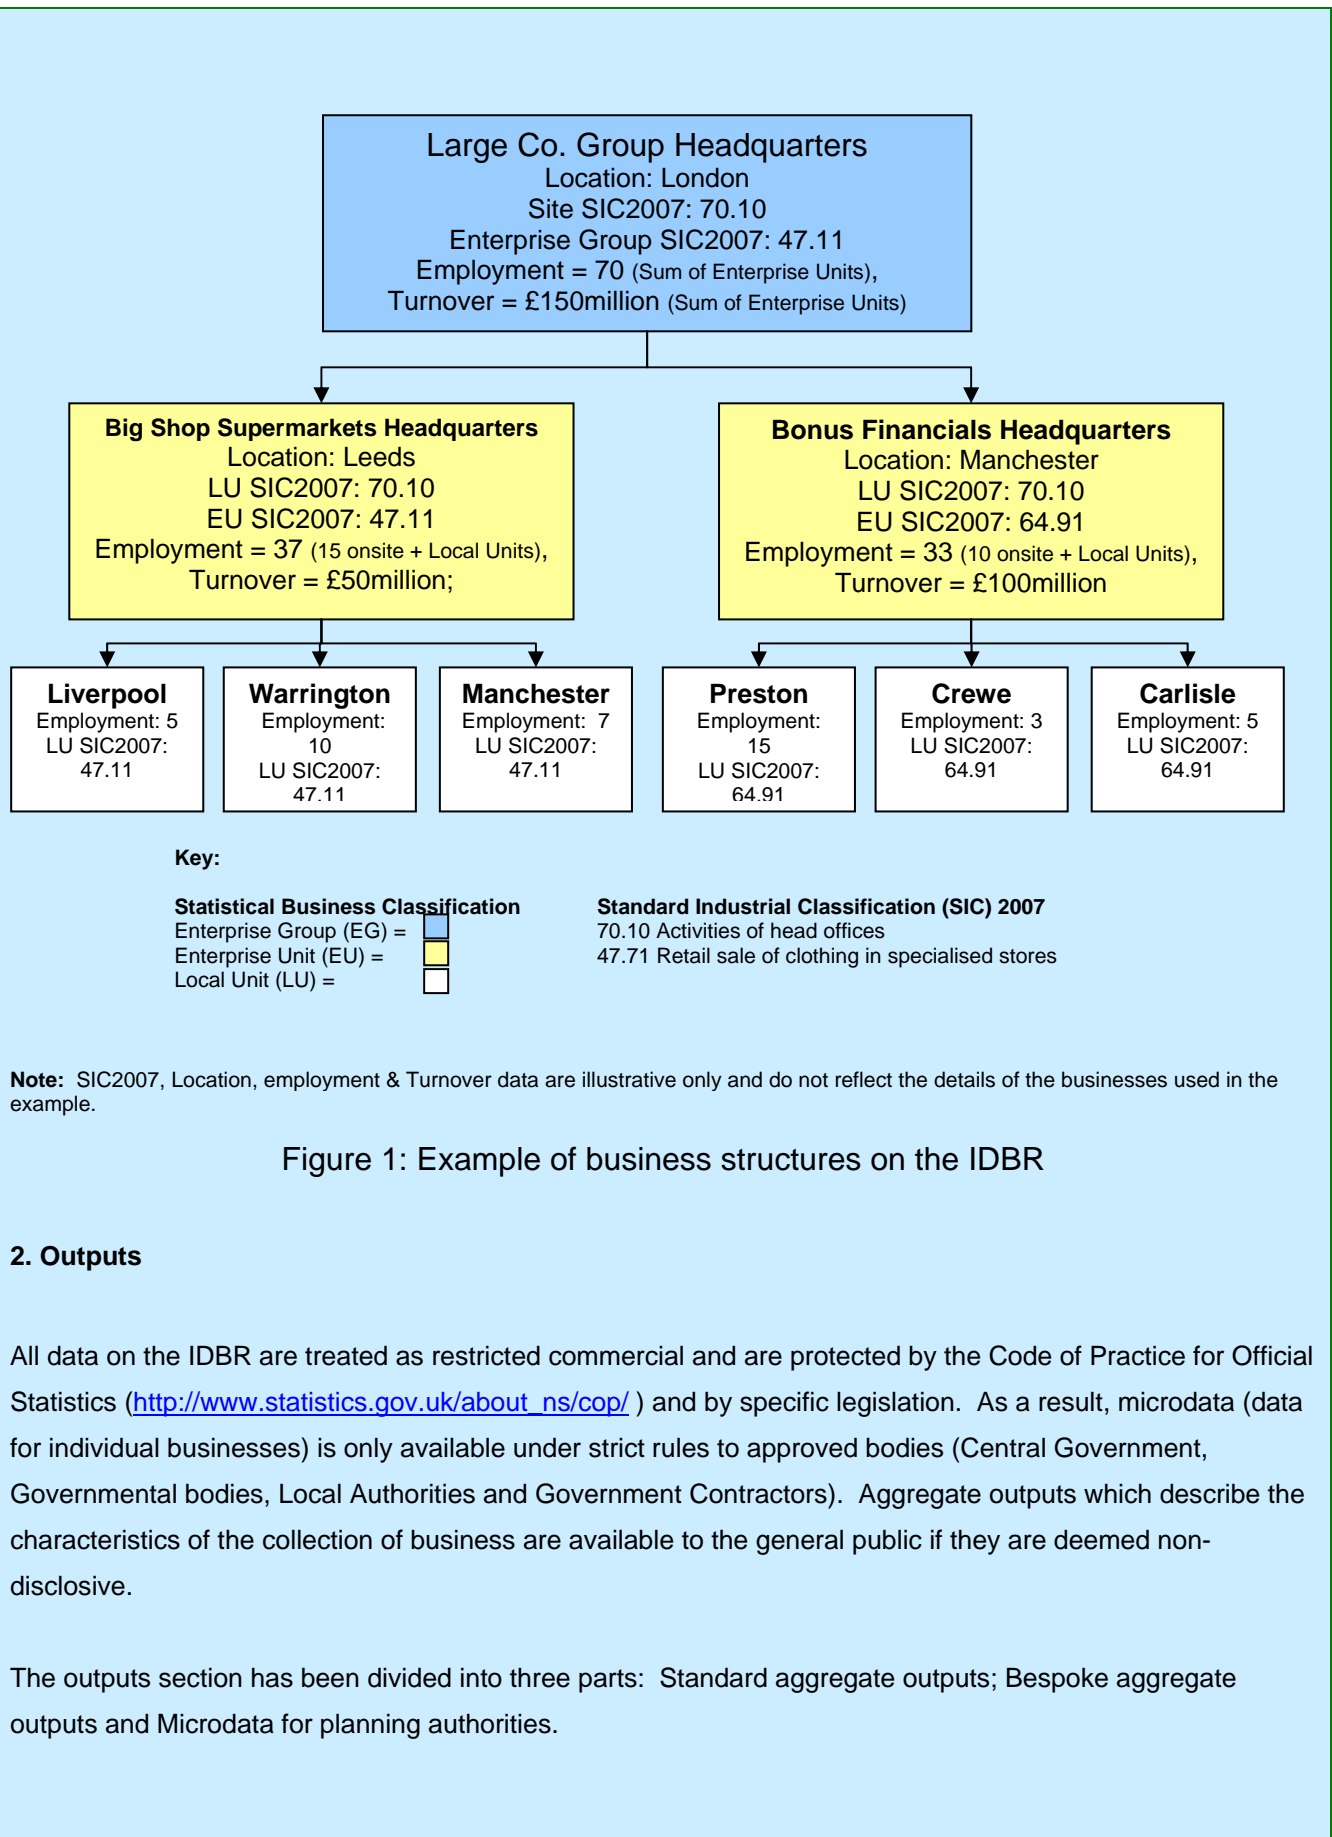 Large Co. Group Headquarters
Location: London
Site SIC2007: 70.10
Enterprise Group SIC2007: 47.11
Employment = 70 (Sum of Enterprise Units),
Turnover = £150million (Sum of Enterprise Units)
Big Shop Supermarkets Headquarters
Location: Leeds
LU SIC2007: 70.10
EU SIC2007: 47.11
Employment = 37 (15 onsite + Local Units),
Turnover = £50million;
Bonus Financials Headquarters
Location: Manchester
LU SIC2007: 70.10
EU SIC2007: 64.91
Employment = 33 (10 onsite + Local Units),
Turnover = £100million
Liverpool
Employment: 5
LU SIC2007:
47.11
Warrington
Employment:
10
LU SIC2007:
47.11
Manchester
Employment: 7
LU SIC2007:
47.11
Preston
Employment:
15
LU SIC2007:
64.91
Crewe
Employment: 3
LU SIC2007:
64.91
Carlisle
Employment: 5
LU SIC2007:
64.91
Key:
Statistical Business Classification
Enterprise Group (EG) =
Enterprise Unit (EU) =
Local Unit (LU) =
Standard Industrial Classification (SIC) 2007
70.10 Activities of head offices
47.71 Retail sale of clothing in specialised stores
Note: SIC2007, Location, employment & Turnover data are illustrative only and do not reflect the details of the businesses used in the
example.
Figure 1: Example of business structures on the IDBR
2. Outputs
All data on the IDBR are treated as restricted commercial and are protected by the Code of Practice for Official
Statistics (http://www.statistics.gov.uk/about_ns/cop/ ) and by specific legislation. As a result, microdata (data
for individual businesses) is only available under strict rules to approved bodies (Central Government,
Governmental bodies, Local Authorities and Government Contractors). Aggregate outputs which describe the
characteristics of the collection of business are available to the general public if they are deemed non-
disclosive.
The outputs section has been divided into three parts: Standard aggregate outputs; Bespoke aggregate
outputs and Microdata for planning authorities.